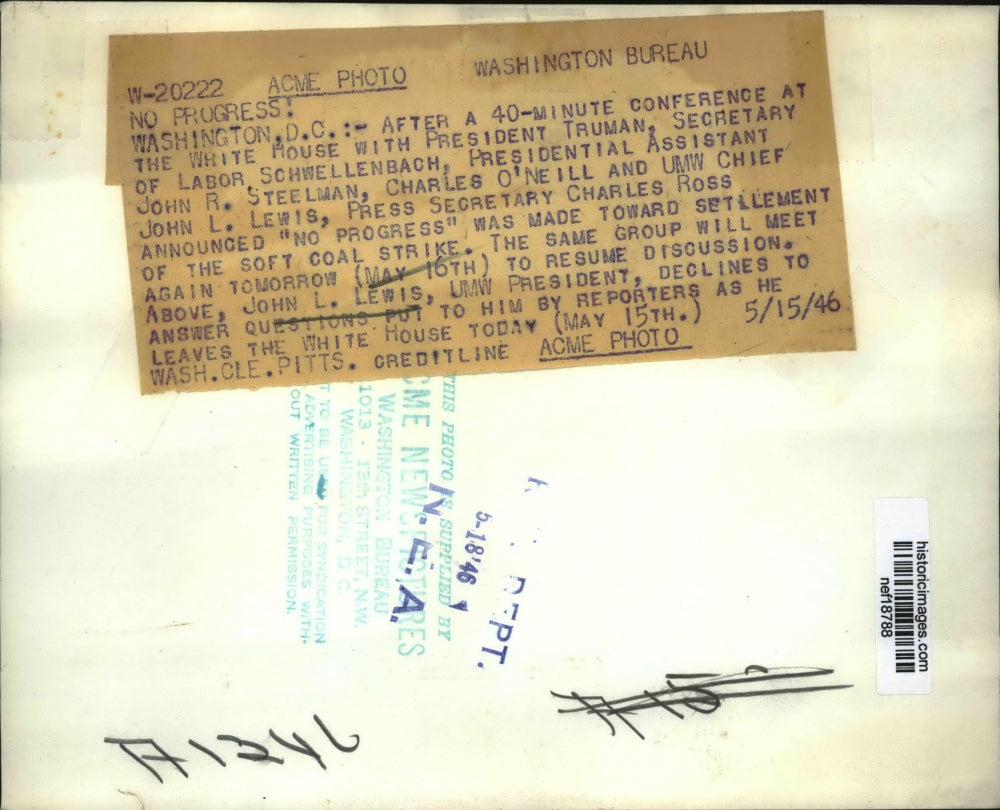 W-20222 ACME PHOTO WASHINGTON BUREAU
NO PROGRESS!
WASHINGTON, D.C. :- AFTER A 40-MINUTE CONFERENCE AT
THE WHITE HOUSE WITH PRESIDENT TRUMAN, SECRETARY
OF LABOR SCHWELLENBACH, PRESIDENTIAL ASSISTANT
JOHN R. STEELMAN, CHARLES O'NEILL AND UMW CHIEF
JOHN L. LEWIS, PRESS SECRETARY CHARLES ROSS
ANNOUNCED "NO PROGRESS" WAS MADE TOWARD SETTLEMENT
OF THE SOFT COAL STRIKE. THE SAME GROUP WILL MEET
AGAIN TOMORROW (MAY 16TH) TO RESUME DISCUSSION.
ABOVE, JOHN L. LEWIS, UMW PRESIDENT, DECLINES TO
ANSWER QUESTIONS PUT TO HIM BY REPORTERS AS HE
LEAVES THE WHITE HOUSE TODAY (MAY 15TH.) 5/15/46
WASH.CLE.PITTS. CREDITLINE ACME PHOTO
THIS PHOTO IS SUPPLIED BY
ACME NEWSPICTURES
WASHINGTON BUREAU
1013 - 13th STREET, N.W.
WASHINGTON, D. C.
T TO BE USED FOR SYNDICATION
ADVERTISING PURPOSES WITH-
OUT WRITTEN PERMISSION.
N.E.A.
5-18'46
DEPT.
historicimages.com
nef18788